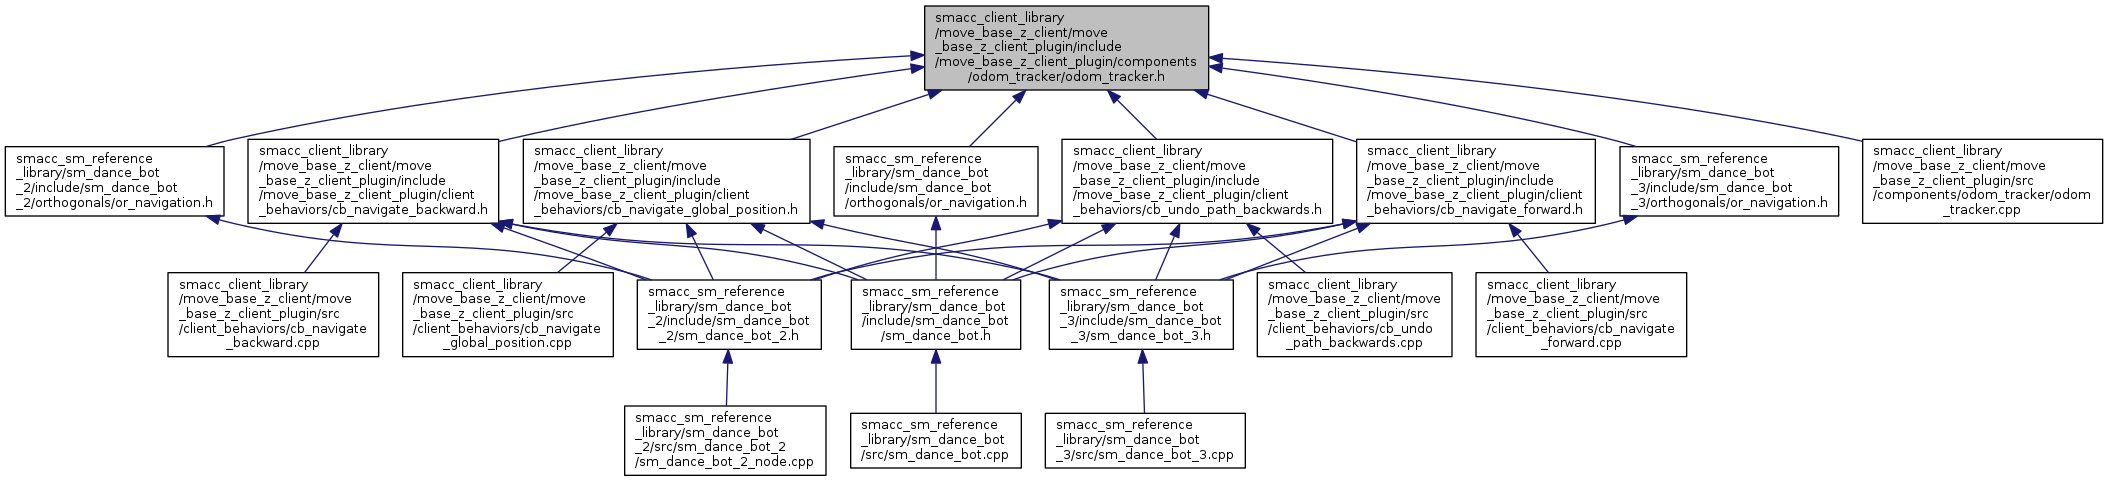 smacc_client_library
/move_base_z_client/move
_base_z_client_plugin/include
/move_base_z_client_plugin/components
/odom_tracker/odom_tracker.h
smacc_sm_reference
_library/sm_dance_bot
_2/include/sm_dance_bot
_2/orthogonals/or_navigation.h
smacc_client_library
/move_base_z_client/move
_base_z_client_plugin/include
/move_base_z_client_plugin/client
_behaviors/cb_navigate_backward.h
smacc_client_library
/move_base_z_client/move
_base_z_client_plugin/include
/move_base_z_client_plugin/client
_behaviors/cb_navigate_global_position.h
smacc_sm_reference
_library/sm_dance_bot
/include/sm_dance_bot
/orthogonals/or_navigation.h
smacc_client_library
/move_base_z_client/move
_base_z_client_plugin/include
/move_base_z_client_plugin/client
_behaviors/cb_undo_path_backwards.h
smacc_client_library
/move_base_z_client/move
_base_z_client_plugin/include
/move_base_z_client_plugin/client
_behaviors/cb_navigate_forward.h
smacc_sm_reference
_library/sm_dance_bot
_3/include/sm_dance_bot
_3/orthogonals/or_navigation.h
smacc_client_library
/move_base_z_client/move
_base_z_client_plugin/src
/components/odom_tracker/odom
_tracker.cpp
smacc_client_library
/move_base_z_client/move
_base_z_client_plugin/src
/client_behaviors/cb_navigate
_backward.cpp
smacc_client_library
/move_base_z_client/move
_base_z_client_plugin/src
/client_behaviors/cb_navigate
_global_position.cpp
smacc_sm_reference
_library/sm_dance_bot
_2/include/sm_dance_bot
_2/sm_dance_bot_2.h
smacc_sm_reference
_library/sm_dance_bot
/include/sm_dance_bot
/sm_dance_bot.h
smacc_sm_reference
_library/sm_dance_bot
_3/include/sm_dance_bot
_3/sm_dance_bot_3.h
smacc_client_library
/move_base_z_client/move
_base_z_client_plugin/src
/client_behaviors/cb_undo
_path_backwards.cpp
smacc_client_library
/move_base_z_client/move
_base_z_client_plugin/src
/client_behaviors/cb_navigate
_forward.cpp
smacc_sm_reference
_library/sm_dance_bot
_2/src/sm_dance_bot_2
/sm_dance_bot_2_node.cpp
smacc_sm_reference
_library/sm_dance_bot
/src/sm_dance_bot.cpp
smacc_sm_reference
_library/sm_dance_bot
_3/src/sm_dance_bot_3.cpp